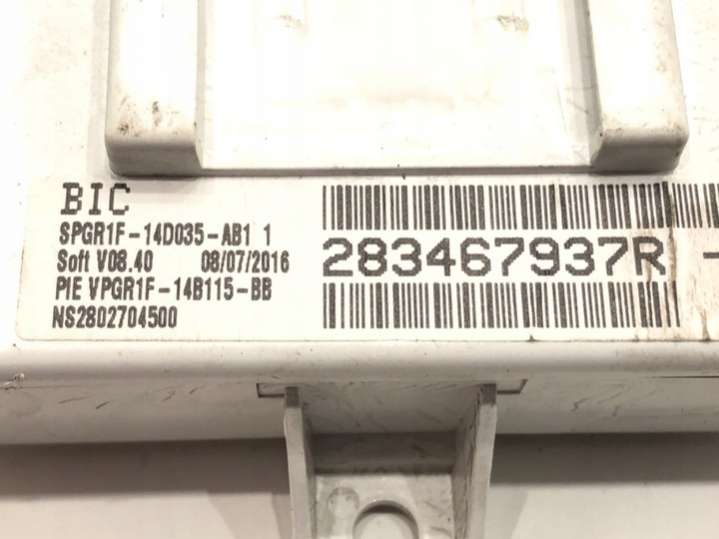 BIC
SPGR1F-14D035-AB1 1
Soft V08.40 08/07/2016
PIE VPGR1F-14B115-BB
NS2802704500
283467937R -